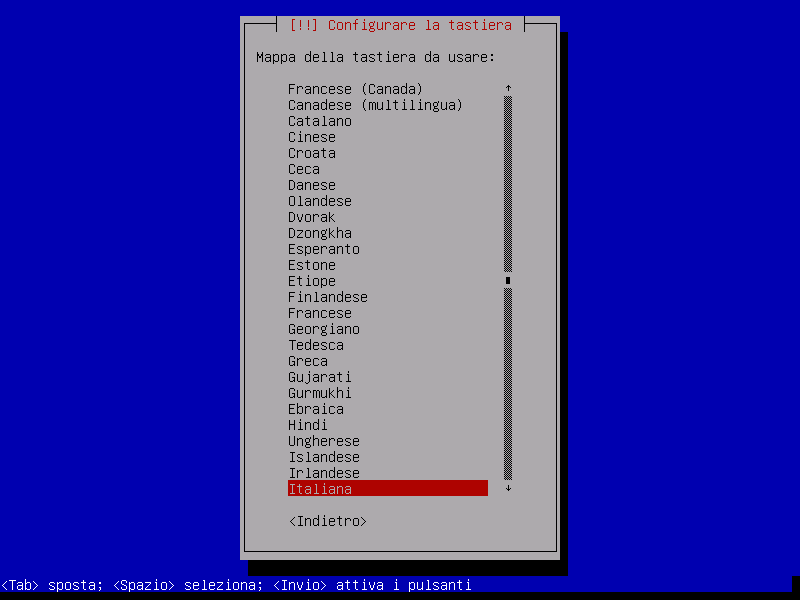 [!!] Configurare la tastiera
Mappa della tastiera da usare:
Francese (Canada)
Canadese (multilingua)
Catalano
Cinese
Croata
Ceca
Danese
Olandese
Dvorak
Dzongkha
Esperanto
Estone
Etiope
Finlandese
Francese
Georgiano
Tedesca
Greca
Gujarati
Gurmukhi
Ebraica
Hindi
Ungherese
Islandese
Irlandese
Italiana
<Indietro>
<Tab> sposta; <Spazio> seleziona; <Invio> attiva i pulsanti